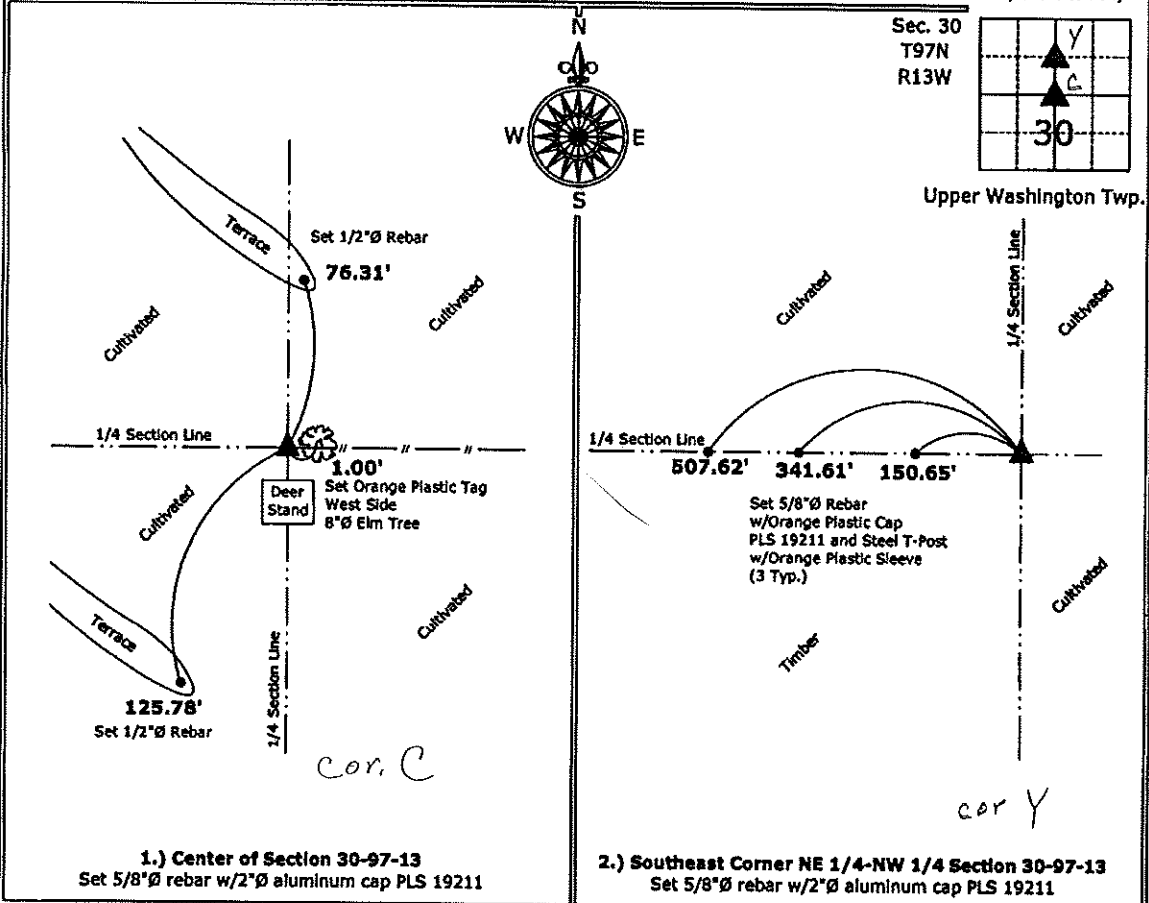 N
W
E
S
Sec. 30
T97N
R13W
Y
C
30
Upper Washington Twp.
Terrace
Set 1/2"Ø Rebar
76.31'
Cultivated
Cultivated
1/4 Section Line
1.00'
Set Orange Plastic Tag
West Side
8"Ø Elm Tree
Deer
Stand
Cultivated
Cultivated
Terrace
125.78'
Set 1/2"Ø Rebar
1/4 Section Line
Cor. C
1.) Center of Section 30-97-13
Set 5/8"Ø rebar w/2"Ø aluminum cap PLS 19211
Cultivated
1/4 Section Line
Cultivated
1/4 Section Line
507.62' 341.61' 150.65'
Set 5/8"Ø Rebar
w/Orange Plastic Cap
PLS 19211 and Steel T-Post
w/Orange Plastic Sleeve
(3 Typ.)
Cultivated
Timber
cor Y
2.) Southeast Corner NE 1/4-NW 1/4 Section 30-97-13
Set 5/8"Ø rebar w/2"Ø aluminum cap PLS 19211